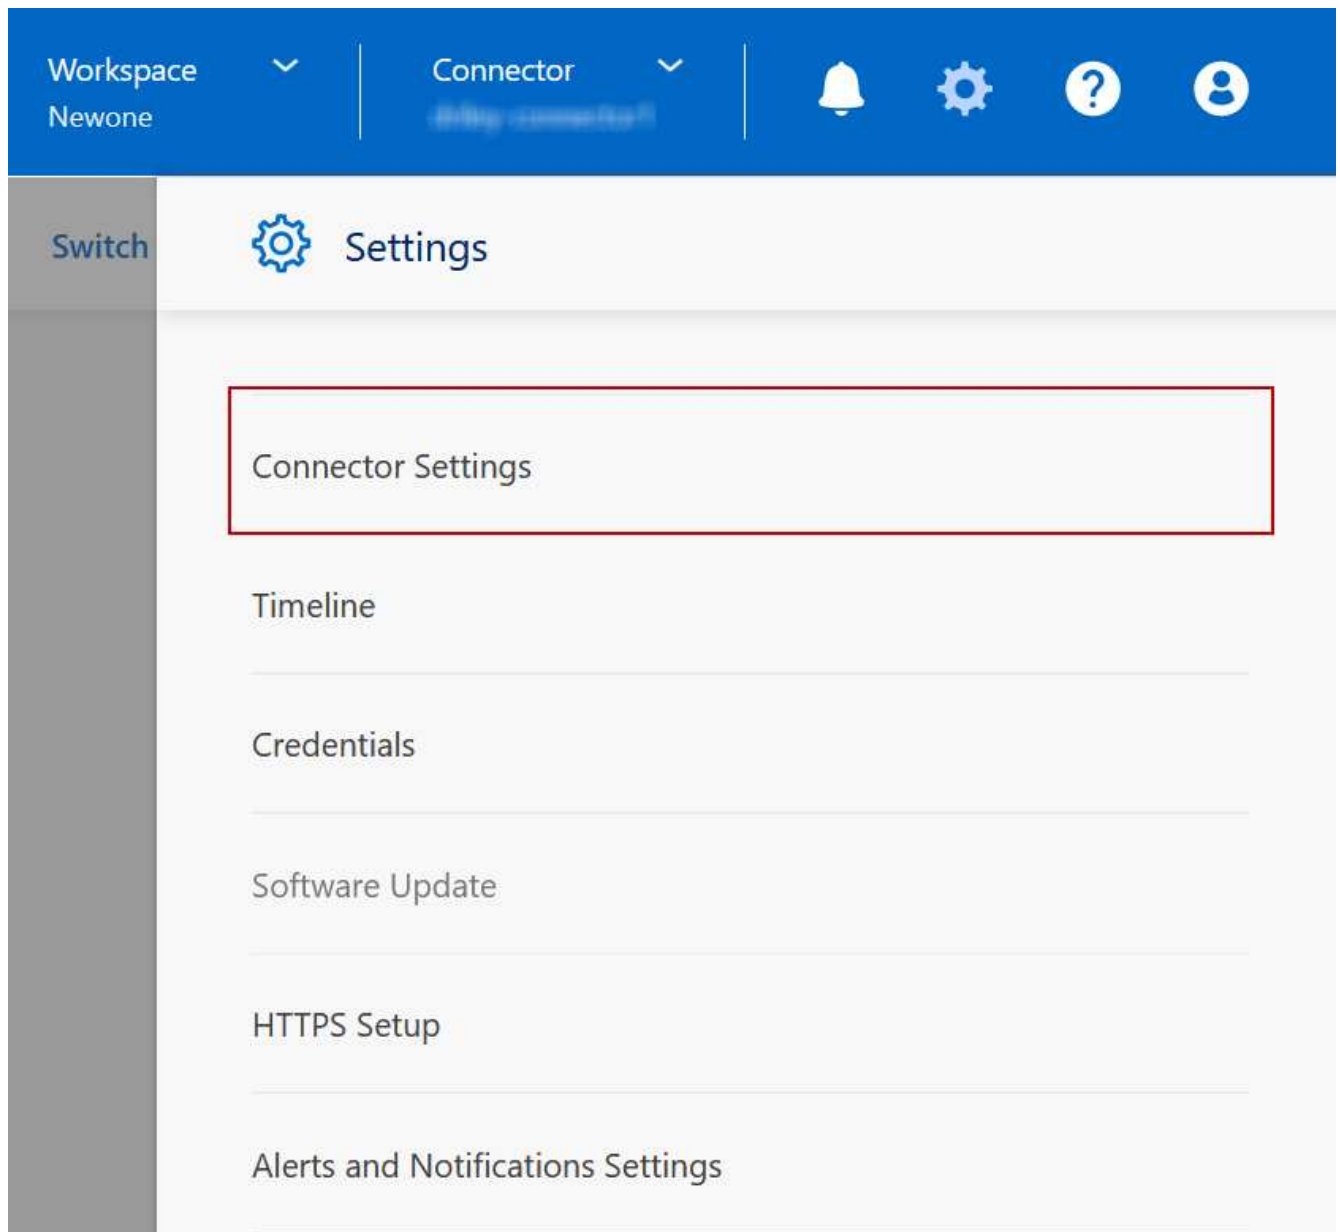 Workspace
Newone
Connector
Switch
Settings
Connector Settings
Timeline
Credentials
Software Update
HTTPS Setup
Alerts and Notifications Settings